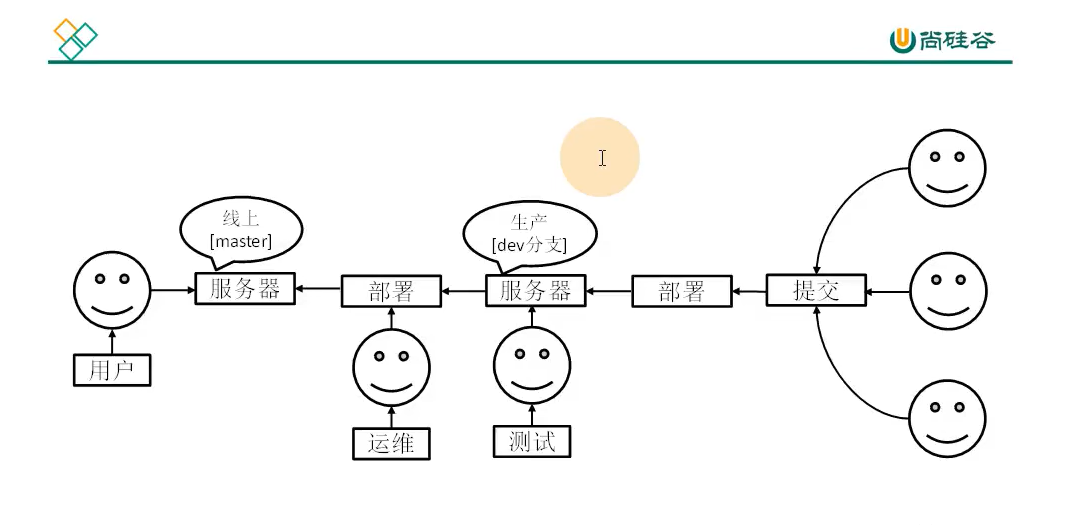 尚硅谷
线上
[master]
生产
[dev分支]
服务器
部署
服务器
部署
提交
用户
运维
测试